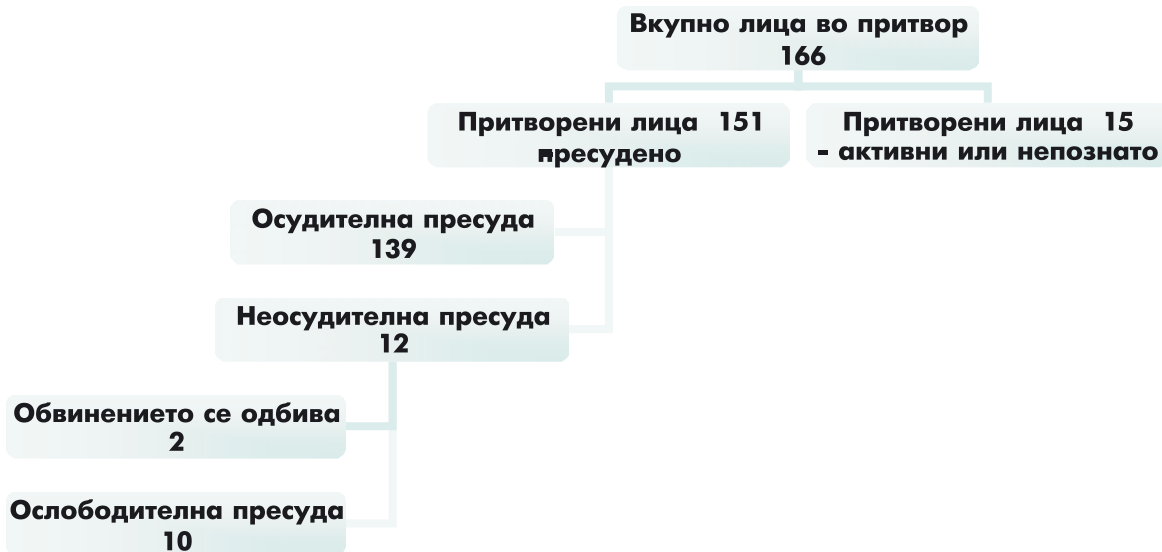 Вкупно лица во притвор
166
Притворени лица 151
-пресудено
Притворени лица 15
- активни или непознато
Осудителна пресуда
139
Неосудителна пресуда
12
Обвинението се одбива
2
Ослободителна пресуда
10